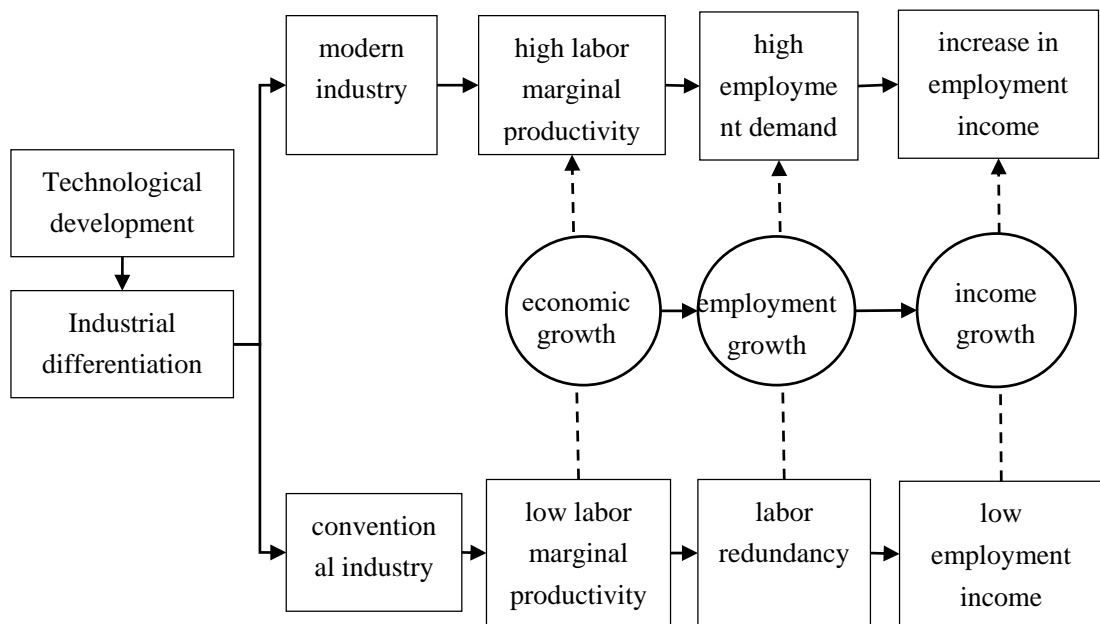 modern
industry
high labor
marginal
productivity
high
employme
nt demand
increase in
employment
income
Technological
development
Industrial
differentiation
economic
growth
employment
growth
income
growth
convention
al industry
low labor
marginal
productivity
labor
redundancy
low
employment
income